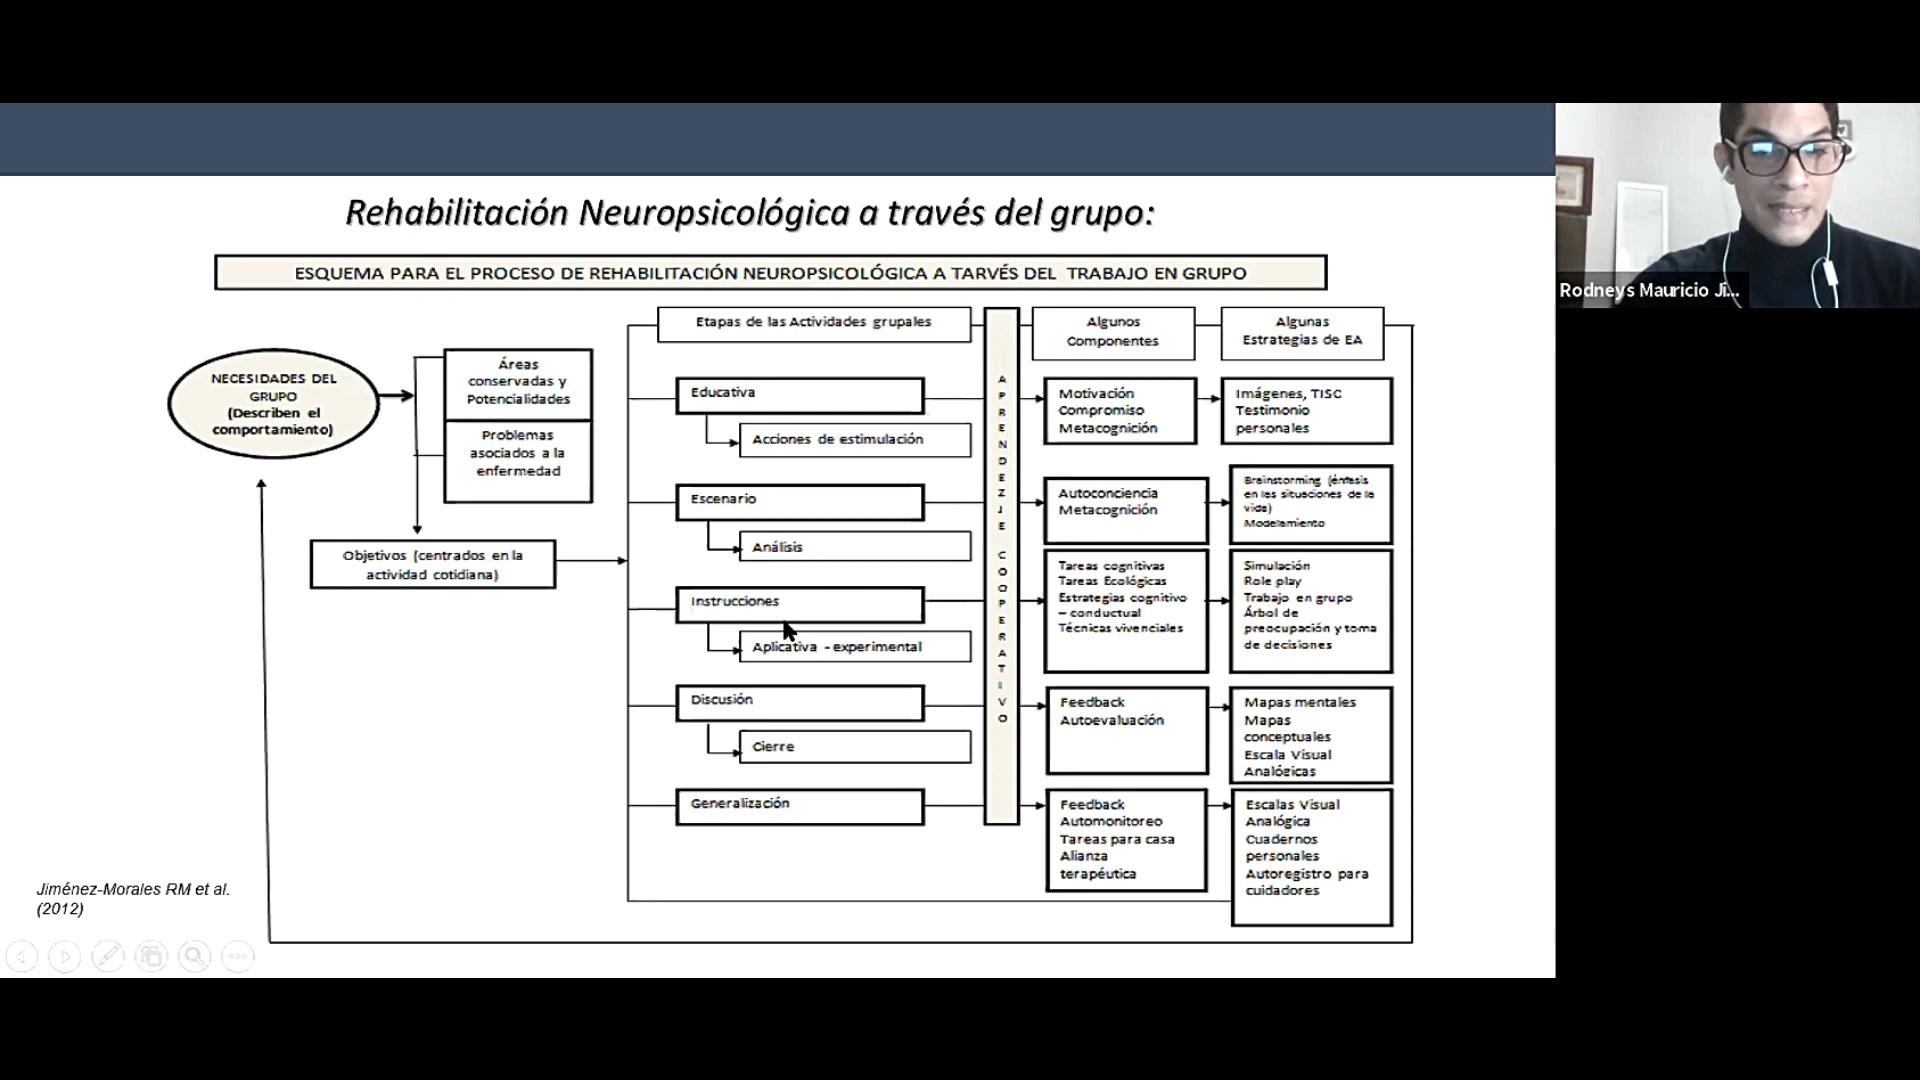 Rehabilitación Neuropsicológica a través del grupo:
ESQUEMA PARA EL PROCESO DE REHABILITACIÓN NEUROPSICOLÓGICA A TARVÉS DEL TRABAJO EN GRUPO
NECESIDADES DEL
GRUPO
(Describen el
comportamiento)
Áreas
conservadas y
Potencialidades
Problemas
asociados a la
enfermedad
Objetivos (centrados en la
actividad cotidiana)
Etapas de las Actividades grupales
Educativa
Acciones de estimulación
Escenario
Análisis
Instrucciones
Aplicativa - experimental
Discusión
Cierre
Generalización
APRENDEZJE COOPERATIVO
Algunos
Componentes
Motivación
Compromiso
Metacognición
Autoconciencia
Metacognición
Tareas cognitivas
Tareas Ecológicas
Estrategias cognitivo
– conductual
Técnicas vivenciales
Feedback
Autoevaluación
Feedback
Automonitoreo
Tareas para casa
Alianza
terapéutica
Algunas
Estrategias de EA
Imágenes, TISC
Testimonio
personales
Brainstorming (énfasis
en las situaciones de la
vida)
Modelamiento
Simulación
Role play
Trabajo en grupo
Árbol de
preocupación y toma
de decisiones
Mapas mentales
Mapas
conceptuales
Escala Visual
Analógicas
Escalas Visual
Analógica
Cuadernos
personales
Autoregistro para
cuidadores
Jiménez-Morales RM et al.
(2012)
Rodneys Mauricio Ji...